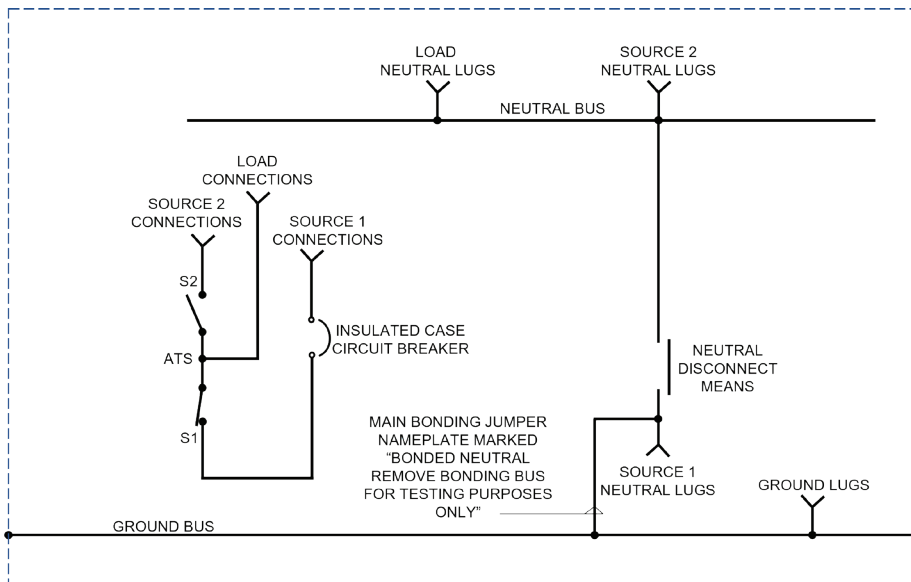 LOAD
NEUTRAL LUGS
SOURCE 2
NEUTRAL LUGS
NEUTRAL BUS
LOAD
CONNECTIONS
SOURCE 2
CONNECTIONS
SOURCE 1
CONNECTIONS
S2
INSULATED CASE
CIRCUIT BREAKER
ATS
NEUTRAL
DISCONNECT
MEANS
S1
MAIN BONDING JUMPER
NAMEPLATE MARKED
“BONDED NEUTRAL
REMOVE BONDING BUS
FOR TESTING PURPOSES
ONLY”
SOURCE 1
NEUTRAL LUGS
GROUND LUGS
GROUND BUS